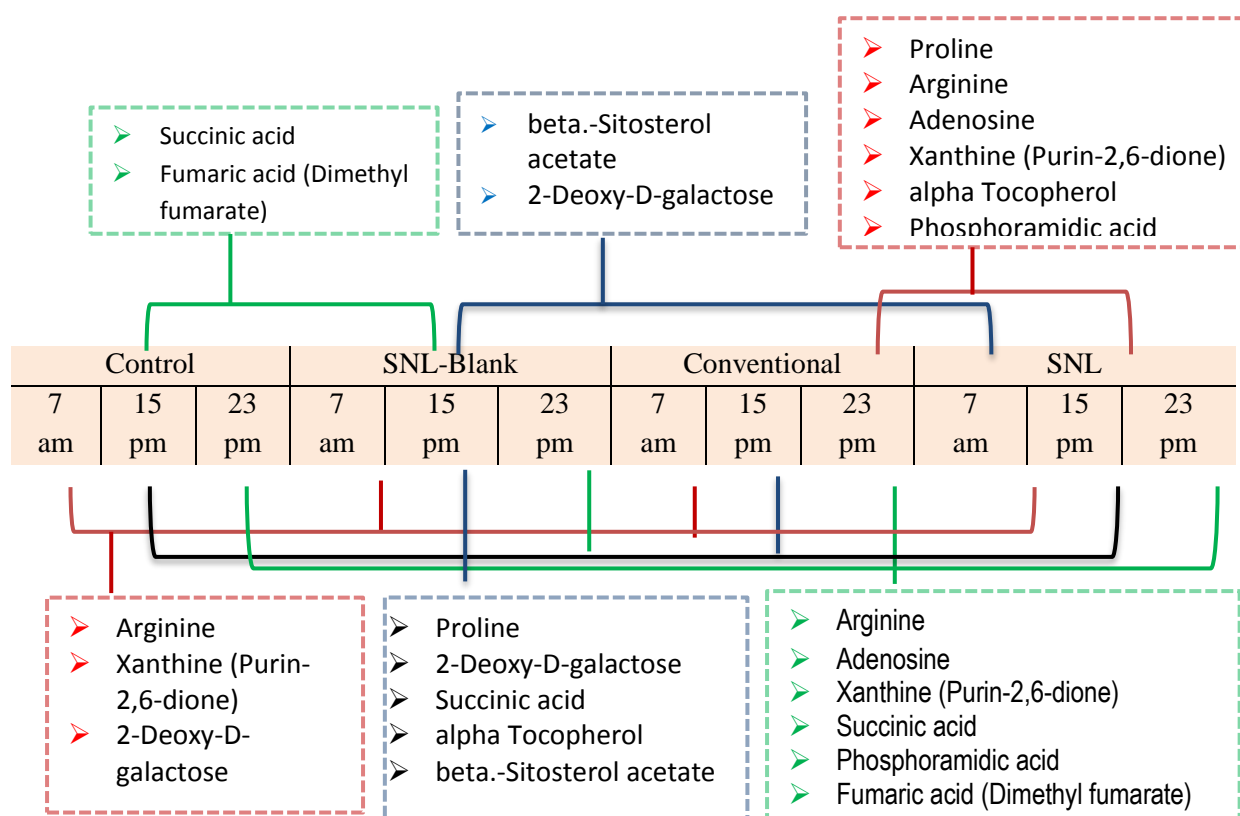 Succinic acid
Fumaric acid (Dimethyl
fumarate)
beta.-Sitosterol
acetate
2-Deoxy-D-galactose
Proline
Arginine
Adenosine
Xanthine (Purin-2,6-dione)
alpha Tocopherol
Phosphoramidic acid
Control SNL-Blank Conventional SNL
7 15 23 7 15 23 7 15 23 7 15 23
am pm pm am pm pm am pm pm am pm pm
Arginine
Xanthine (Purin-
2,6-dione)
2-Deoxy-D-
galactose
Proline
2-Deoxy-D-galactose
Succinic acid
alpha Tocopherol
beta.-Sitosterol acetate
Arginine
Adenosine
Xanthine (Purin-2,6-dione)
Succinic acid
Phosphoramidic acid
Fumaric acid (Dimethyl fumarate)